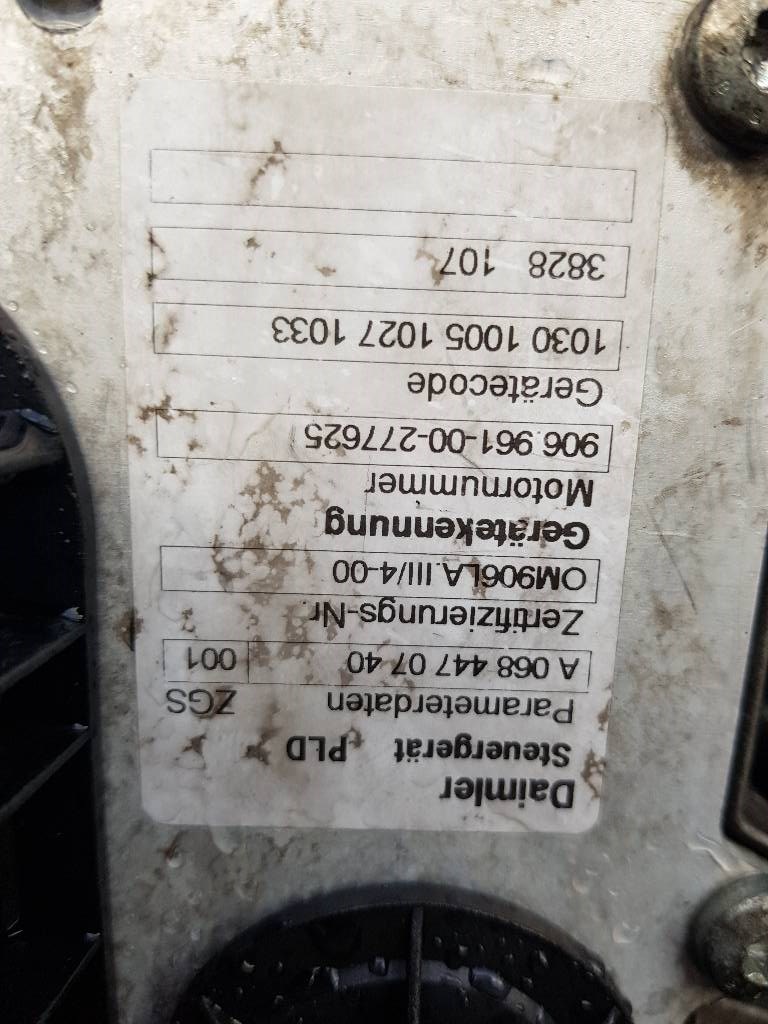 Daimler
Steuergerät PLD
Parameterdaten ZGS
A 068 447 07 40 001
Zertifizierungs-Nr.
OM906LA.III/4-00
Gerätekennung
Motornummer
906.961-00-277625
Gerätecode
1030 1005 1027 1033
3828 107